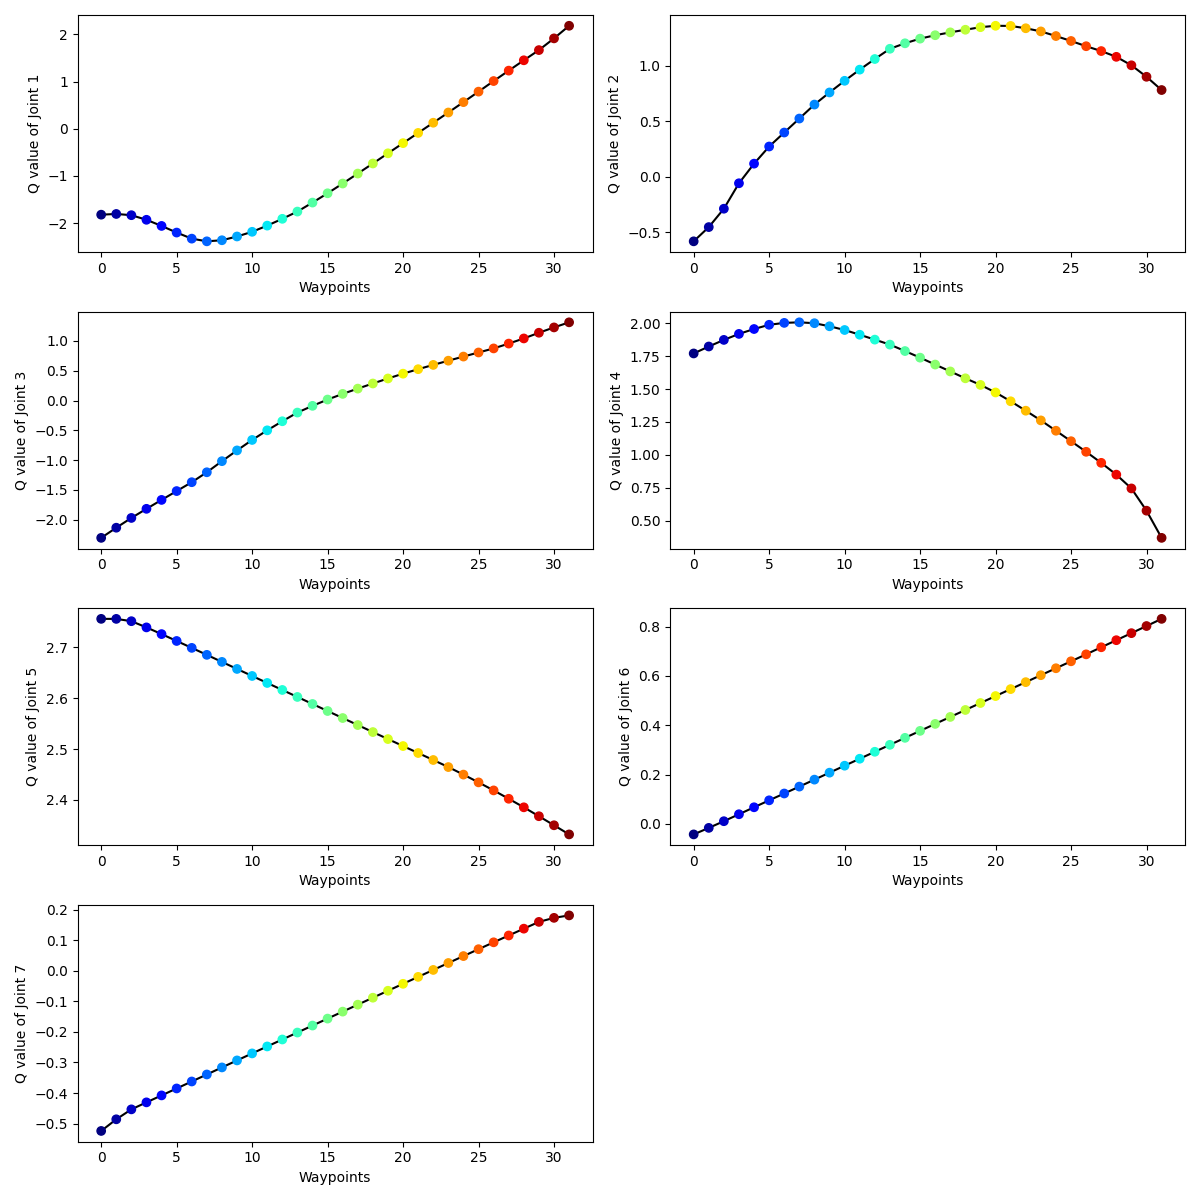 Q value of Joint 1
2
1
0
−1
−2
0 5 10 15 20 25 30
Waypoints
Q value of Joint 2
1.0
0.5
0.0
−0.5
0 5 10 15 20 25 30
Waypoints
Q value of Joint 3
1.0
0.5
0.0
−0.5
−1.0
−1.5
−2.0
0 5 10 15 20 25 30
Waypoints
Q value of Joint 4
2.00
1.75
1.50
1.25
1.00
0.75
0.50
0 5 10 15 20 25 30
Waypoints
Q value of Joint 5
2.7
2.6
2.5
2.4
0 5 10 15 20 25 30
Waypoints
Q value of Joint 6
0.8
0.6
0.4
0.2
0.0
0 5 10 15 20 25 30
Waypoints
Q value of Joint 7
0.2
0.1
0.0
−0.1
−0.2
−0.3
−0.4
−0.5
0 5 10 15 20 25 30
Waypoints